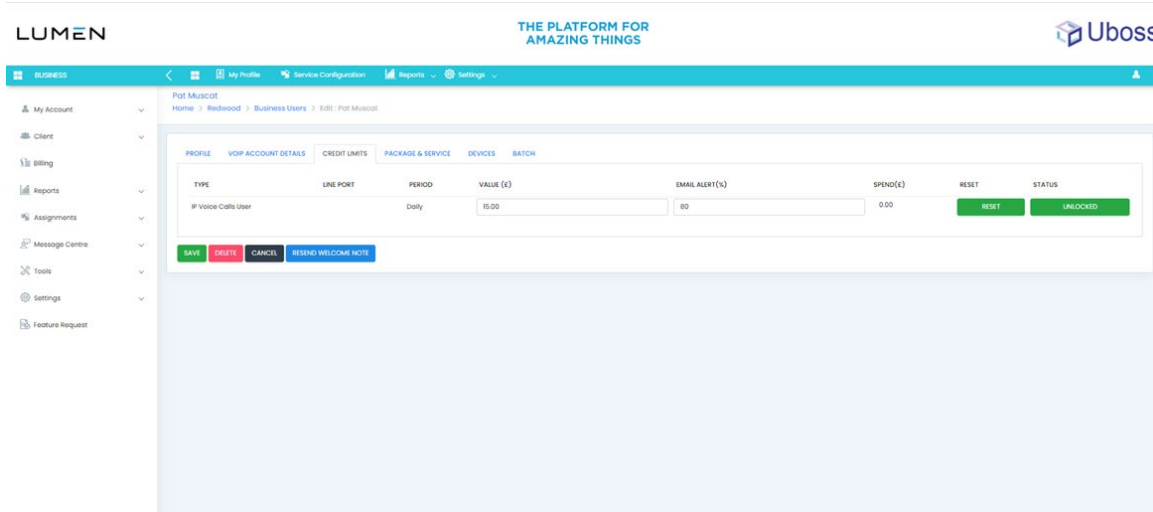 LUMEN
THE PLATFORM FOR
AMAZING THINGS
Uboss
BUSINESS
My Profile
Service Configuration
Reports
Settings
My Account
Client
Billing
Reports
Assignments
Message Centre
Tools
Settings
Feature Request
Pat Muscat
Home > Redwood > Business Users > Edit : Pat Muscat
PROFILE VOIP ACCOUNT DETAILS CREDIT LIMITS PACKAGE & SERVICE DEVICES BATCH
TYPE LINE PORT PERIOD VALUE (£) EMAIL ALERT(%) SPEND(£) RESET STATUS
IP Voice Calls User Daily 15.00 80 0.00 RESET UNLOCKED
SAVE DELETE CANCEL RESEND WELCOME NOTE